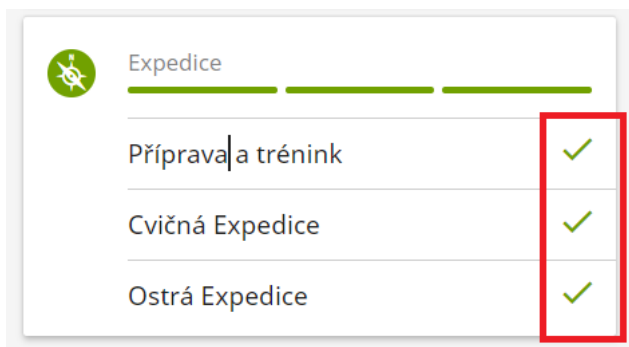 N
Expedice
Příprava a trénink
Cvičná Expedice
Ostrá Expedice